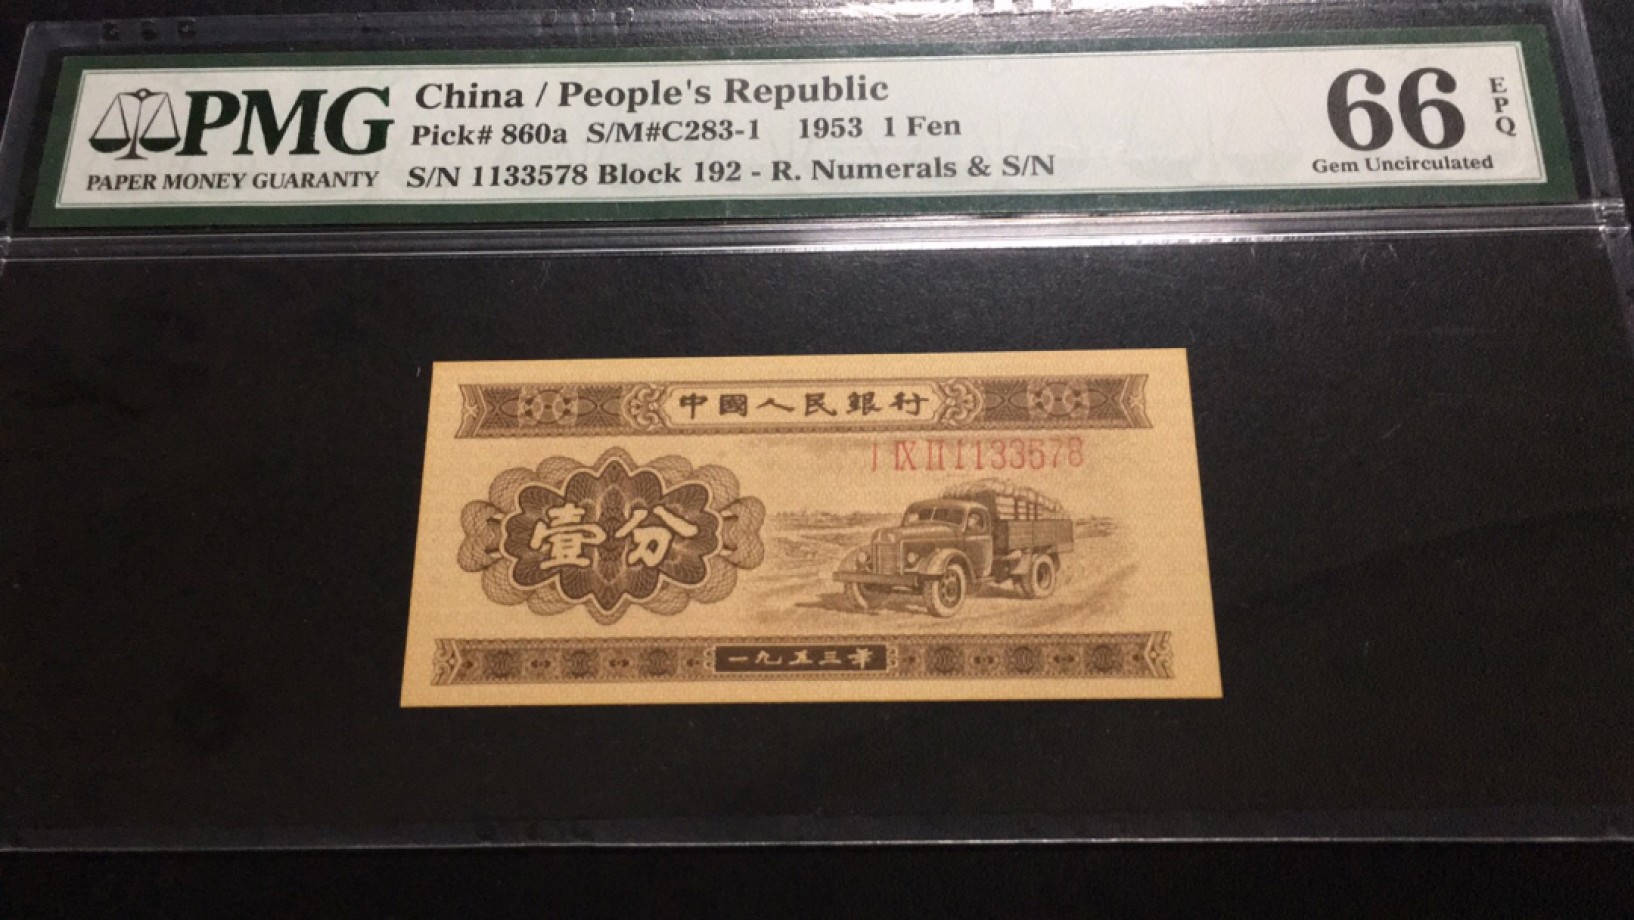 PMG
PAPER MONEY GUARANTY
China / People's Republic
Pick# 860a S/M#C283-1 1953 1 Fen
S/N 1133578 Block 192 - R. Numerals & S/N
66
EPQ
Gem Uncirculated
中國人民銀行
I IX II 1133578
壹分
一九五三年